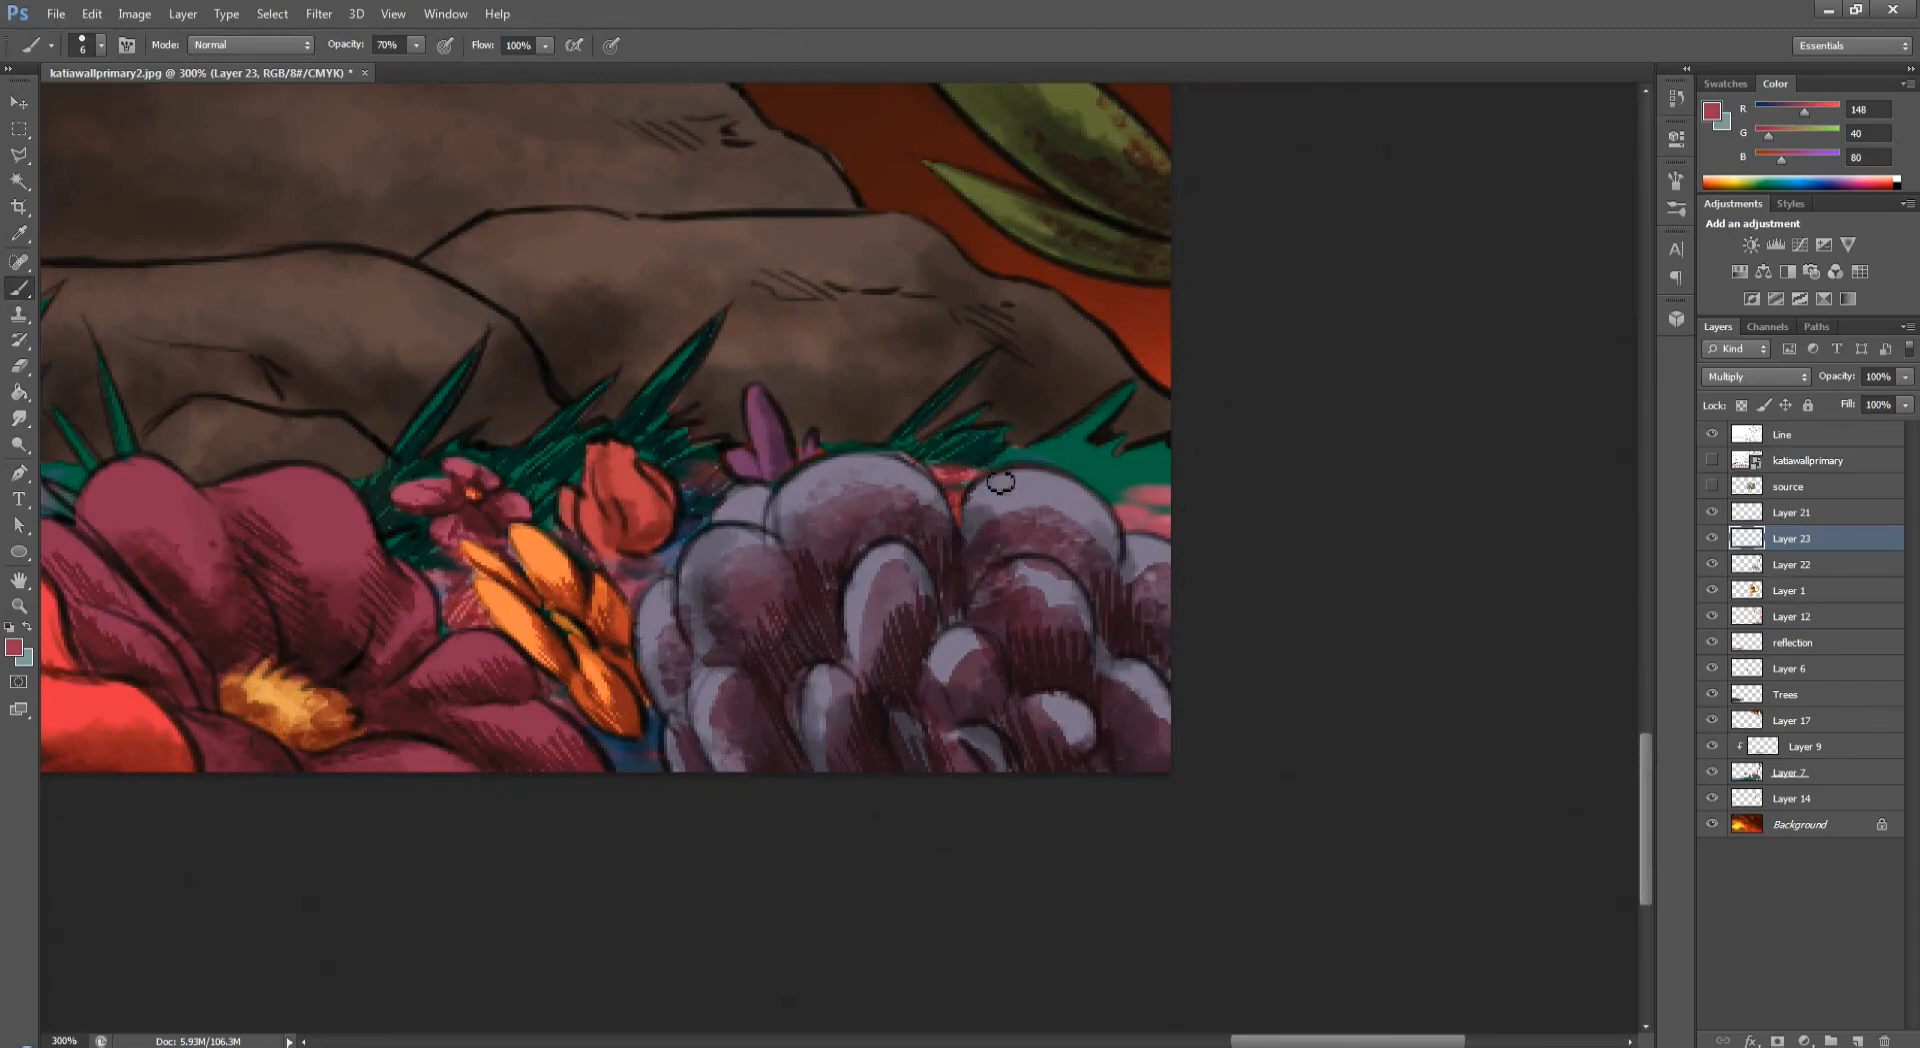 Ps File Edit Image Layer Type Select Filter 3D View Window Help
6 Mode: Normal Opacity: 70% Flow: 100% Essentials
katiawallprimary2.jpg @ 300% (Layer 23, RGB/8#/CMYK) * ×
Swatches Color
R 148
G 40
B 80
Adjustments Styles
Add an adjustment
Layers Channels Paths
Kind
Multiply Opacity: 100%
Lock: Fill: 100%
Line
katiawallprimary
source
Layer 21
Layer 23
Layer 22
Layer 1
Layer 12
reflection
Layer 6
Trees
Layer 17
Layer 9
Layer 7
Layer 14
Background
300% Doc: 5.93M/106.3M